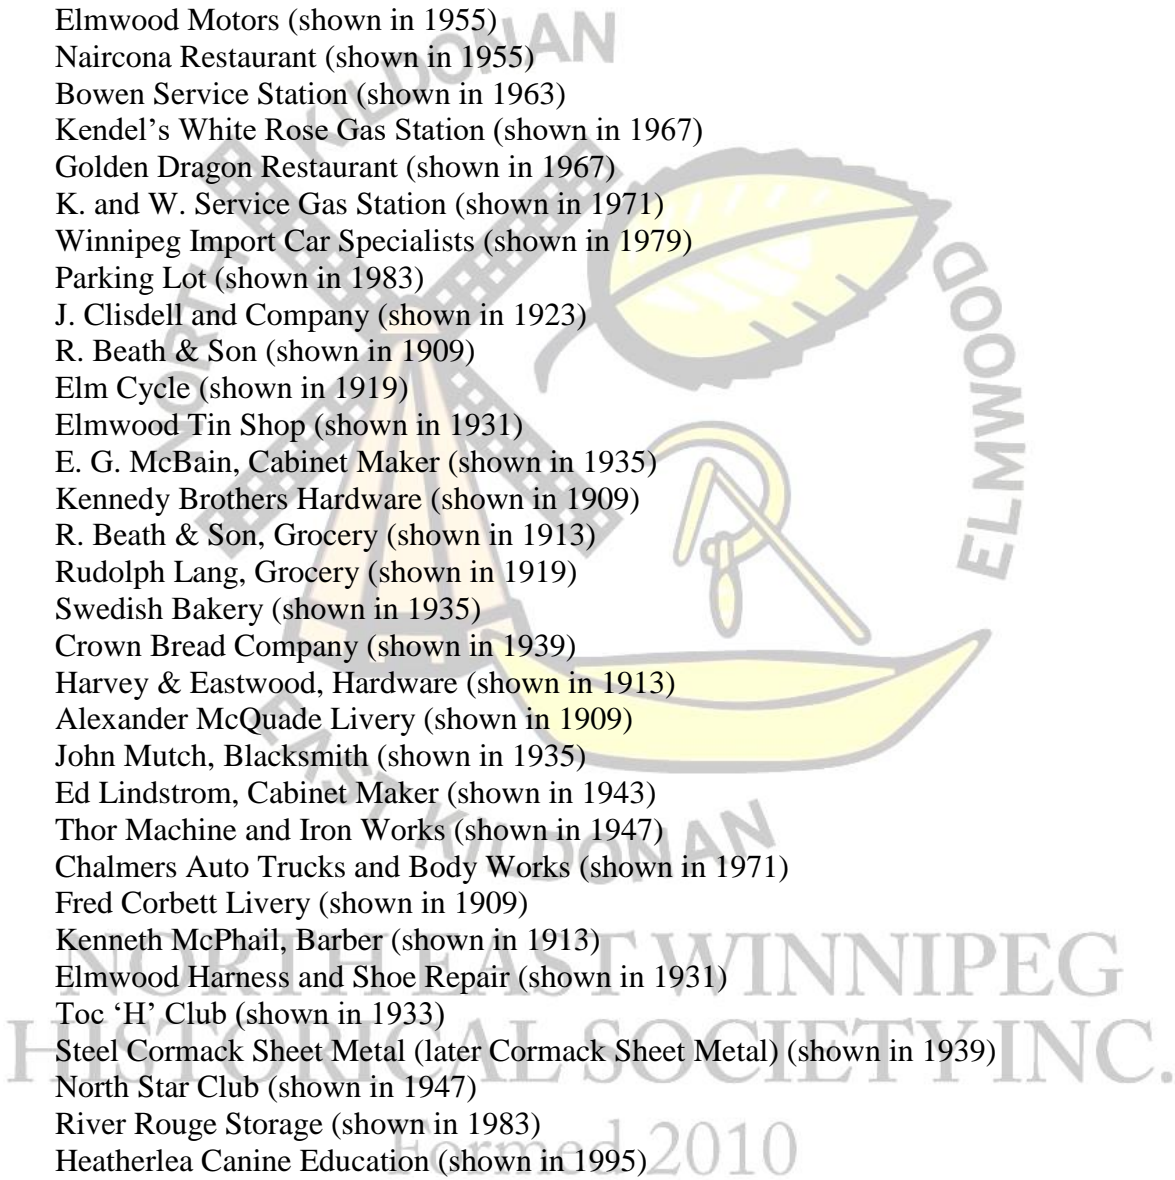 Elmwood Motors (shown in 1955)
Naircona Restaurant (shown in 1955)
Bowen Service Station (shown in 1963)
Kendel’s White Rose Gas Station (shown in 1967)
Golden Dragon Restaurant (shown in 1967)
K. and W. Service Gas Station (shown in 1971)
Winnipeg Import Car Specialists (shown in 1979)
Parking Lot (shown in 1983)
J. Clisdell and Company (shown in 1923)
R. Beath & Son (shown in 1909)
Elm Cycle (shown in 1919)
Elmwood Tin Shop (shown in 1931)
E. G. McBain, Cabinet Maker (shown in 1935)
Kennedy Brothers Hardware (shown in 1909)
R. Beath & Son, Grocery (shown in 1913)
Rudolph Lang, Grocery (shown in 1919)
Swedish Bakery (shown in 1935)
Crown Bread Company (shown in 1939)
Harvey & Eastwood, Hardware (shown in 1913)
Alexander McQuade Livery (shown in 1909)
John Mutch, Blacksmith (shown in 1935)
Ed Lindstrom, Cabinet Maker (shown in 1943)
Thor Machine and Iron Works (shown in 1947)
Chalmers Auto Trucks and Body Works (shown in 1971)
Fred Corbett Livery (shown in 1909)
Kenneth McPhail, Barber (shown in 1913)
Elmwood Harness and Shoe Repair (shown in 1931)
Toc ‘H’ Club (shown in 1933)
Steel Cormack Sheet Metal (later Cormack Sheet Metal) (shown in 1939)
North Star Club (shown in 1947)
River Rouge Storage (shown in 1983)
Heatherlea Canine Education (shown in 1995)
NORTH KILDONAN
ELMWOOD
EAST KILDONAN
NORTHEAST WINNIPEG
HISTORICAL SOCIETY INC.
Formed 2010